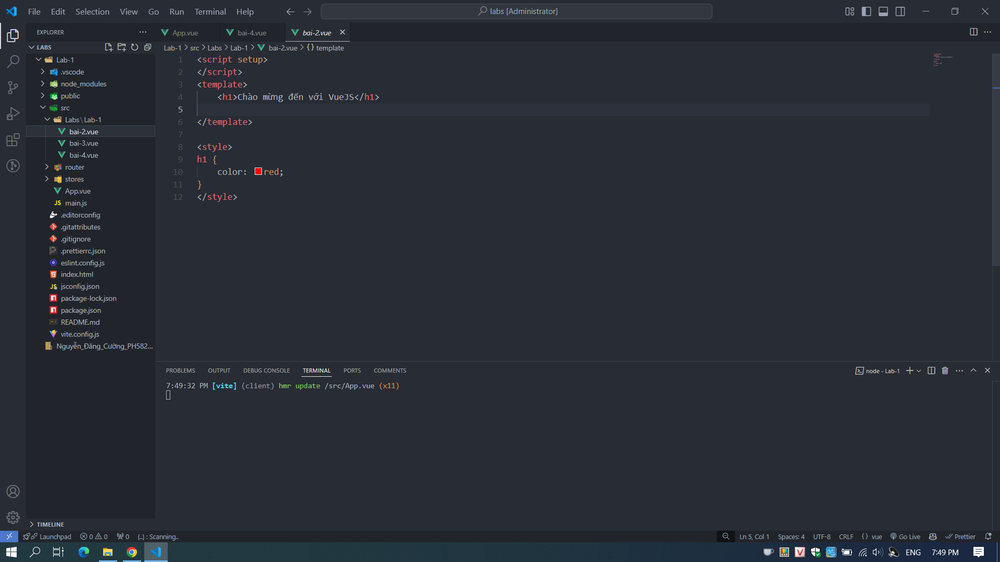 File Edit Selection View Go Run Terminal Help
labs [Administrator]
EXPLORER
App.vue
bai-4.vue
bai-2.vue
LABS
Lab-1 > src > Labs > Lab-1 > bai-2.vue > {} template
Lab-1
.vscode
node_modules
public
src
Labs\Lab-1
bai-2.vue
bai-3.vue
bai-4.vue
router
stores
App.vue
main.js
.editorconfig
.gitattributes
.gitignore
.prettierrc.json
eslint.config.js
index.html
jsconfig.json
package-lock.json
package.json
README.md
vite.config.js
Nguyễn_Đăng_Cường_PH582...
1 <script setup>
2 </script>
3 <template>
4 <h1>Chào mừng đến với VueJS</h1>
5
6 </template>
7
8 <style>
9 h1 {
10 color: red;
11 }
12 </style>
PROBLEMS OUTPUT DEBUG CONSOLE TERMINAL PORTS COMMENTS
node - Lab-1
7:49:32 PM [vite] (client) hmr update /src/App.vue (x11)
TIMELINE
Launchpad 0 0 0 {..} : Scanning..
Ln 5, Col 1 Spaces: 4 UTF-8 CRLF {} vue Go Live Prettier
ENG 7:49 PM